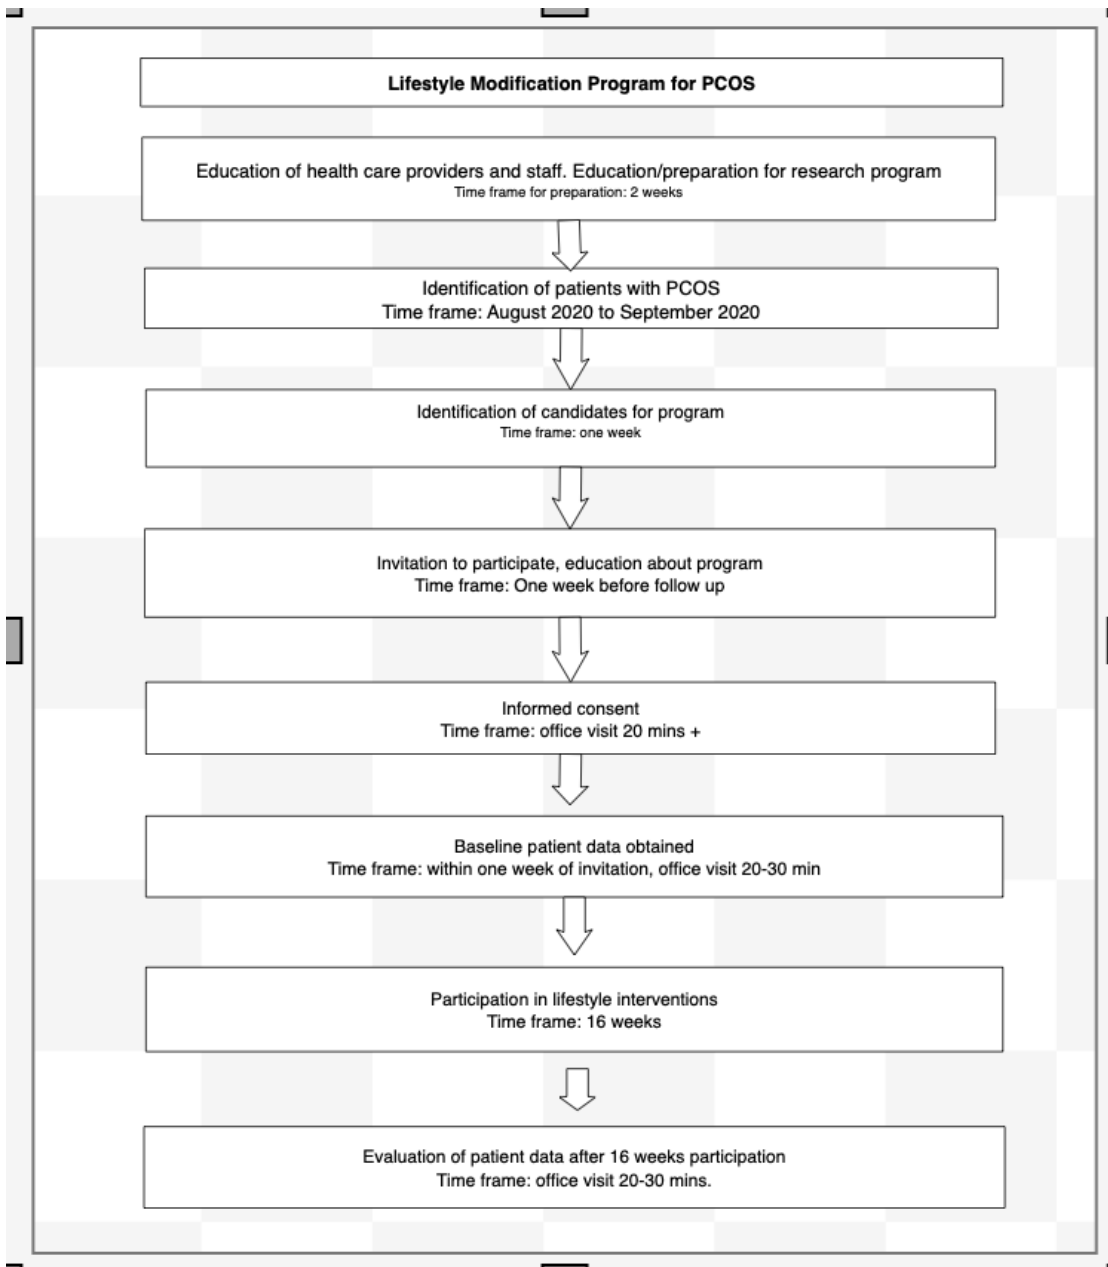 Lifestyle Modification Program for PCOS
Education of health care providers and staff. Education/preparation for research program
Time frame for preparation: 2 weeks
Identification of patients with PCOS
Time frame: August 2020 to September 2020
Identification of candidates for program
Time frame: one week
Invitation to participate, education about program
Time frame: One week before follow up
Informed consent
Time frame: office visit 20 mins +
Baseline patient data obtained
Time frame: within one week of invitation, office visit 20-30 min
Participation in lifestyle interventions
Time frame: 16 weeks
Evaluation of patient data after 16 weeks participation
Time frame: office visit 20-30 mins.